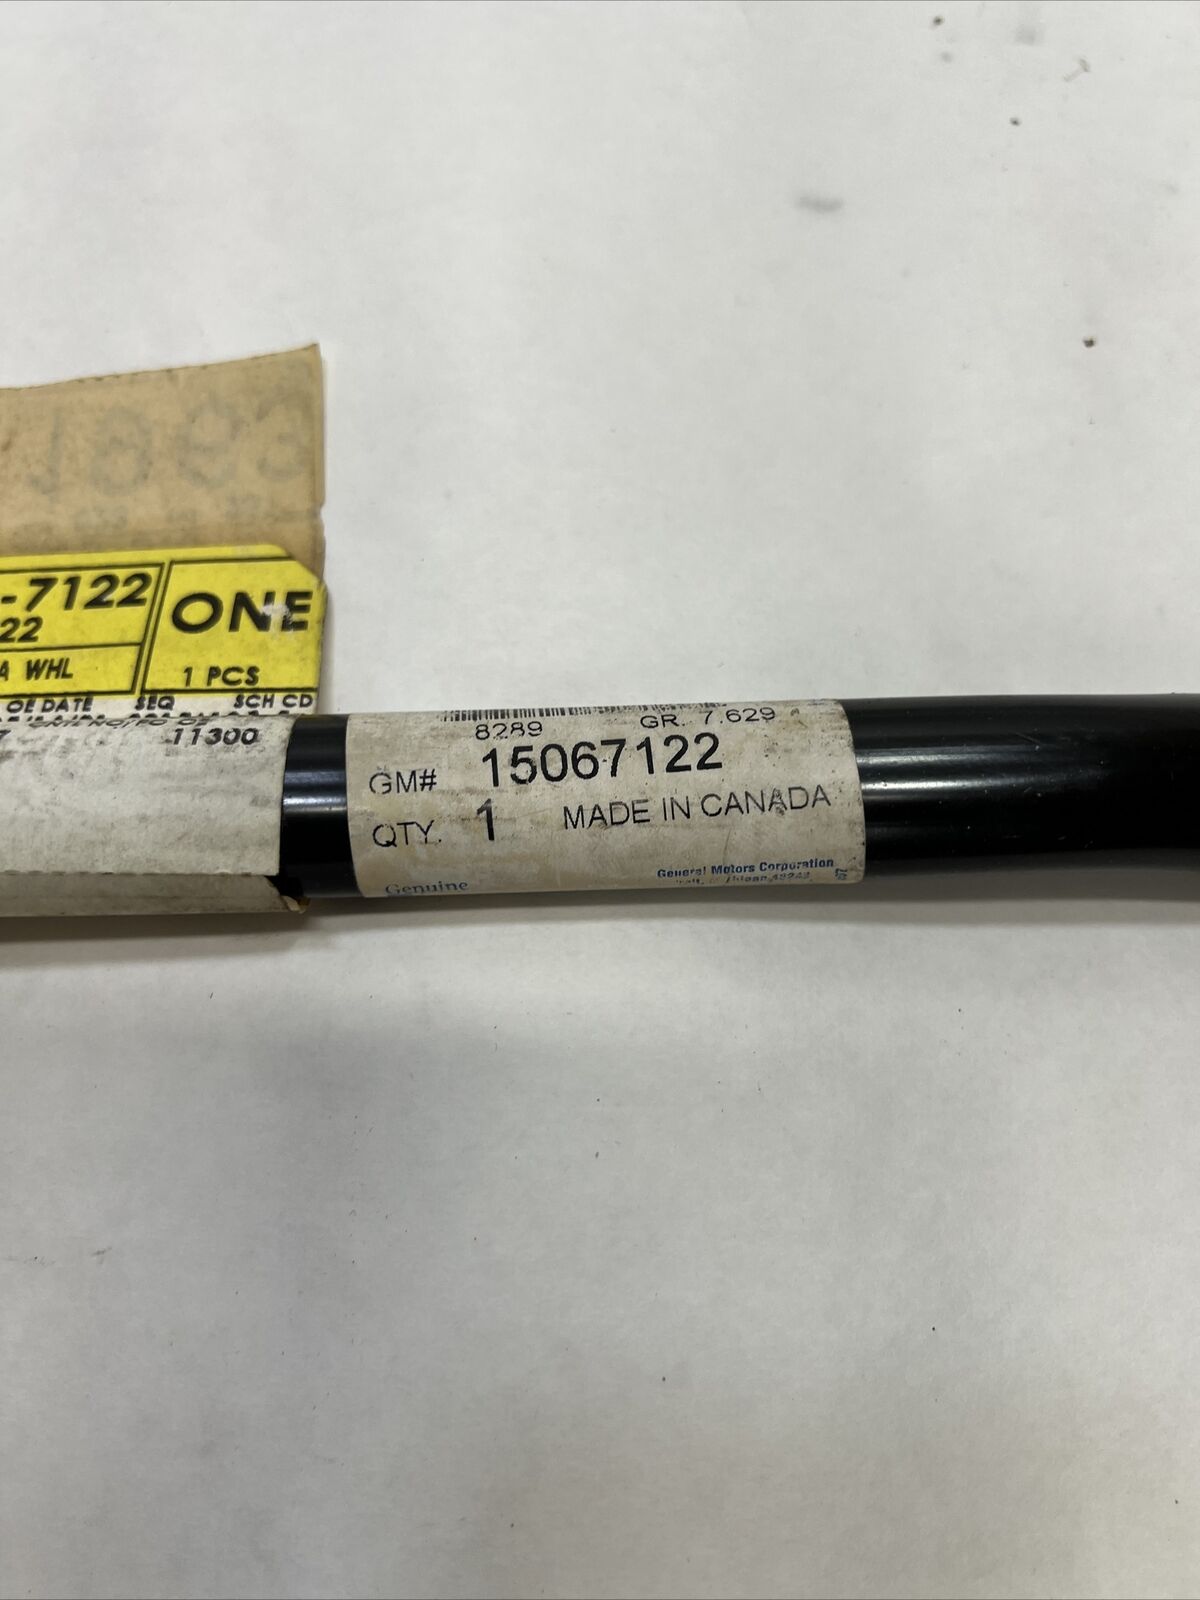 -7122
22
ONE
A WHL
1 PCS
OE DATE SEQ SCH CD
7 11300
8289 GR. 7.629
GM# 15067122
QTY. 1 MADE IN CANADA
General Motors Corporation
Genuine